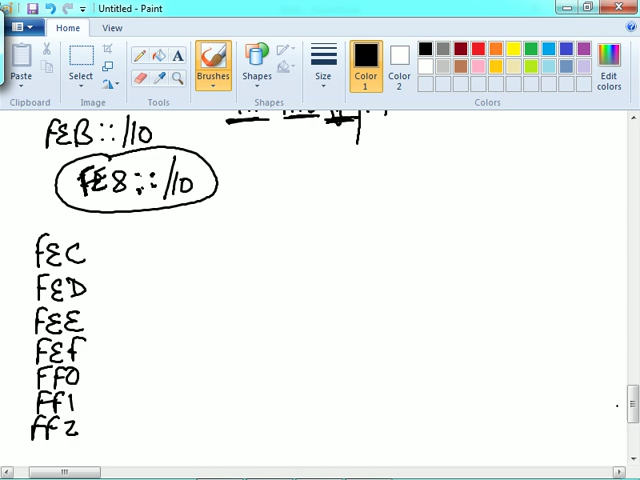 Untitled - Paint
Home View
Paste Select Brushes Shapes Size Color 1 Color 2 Edit colors
Clipboard Image Tools Shapes Colors
FEB::/10
FE8::/10
FEC
FED
FEE
FEF
FF0
FF1
FF2